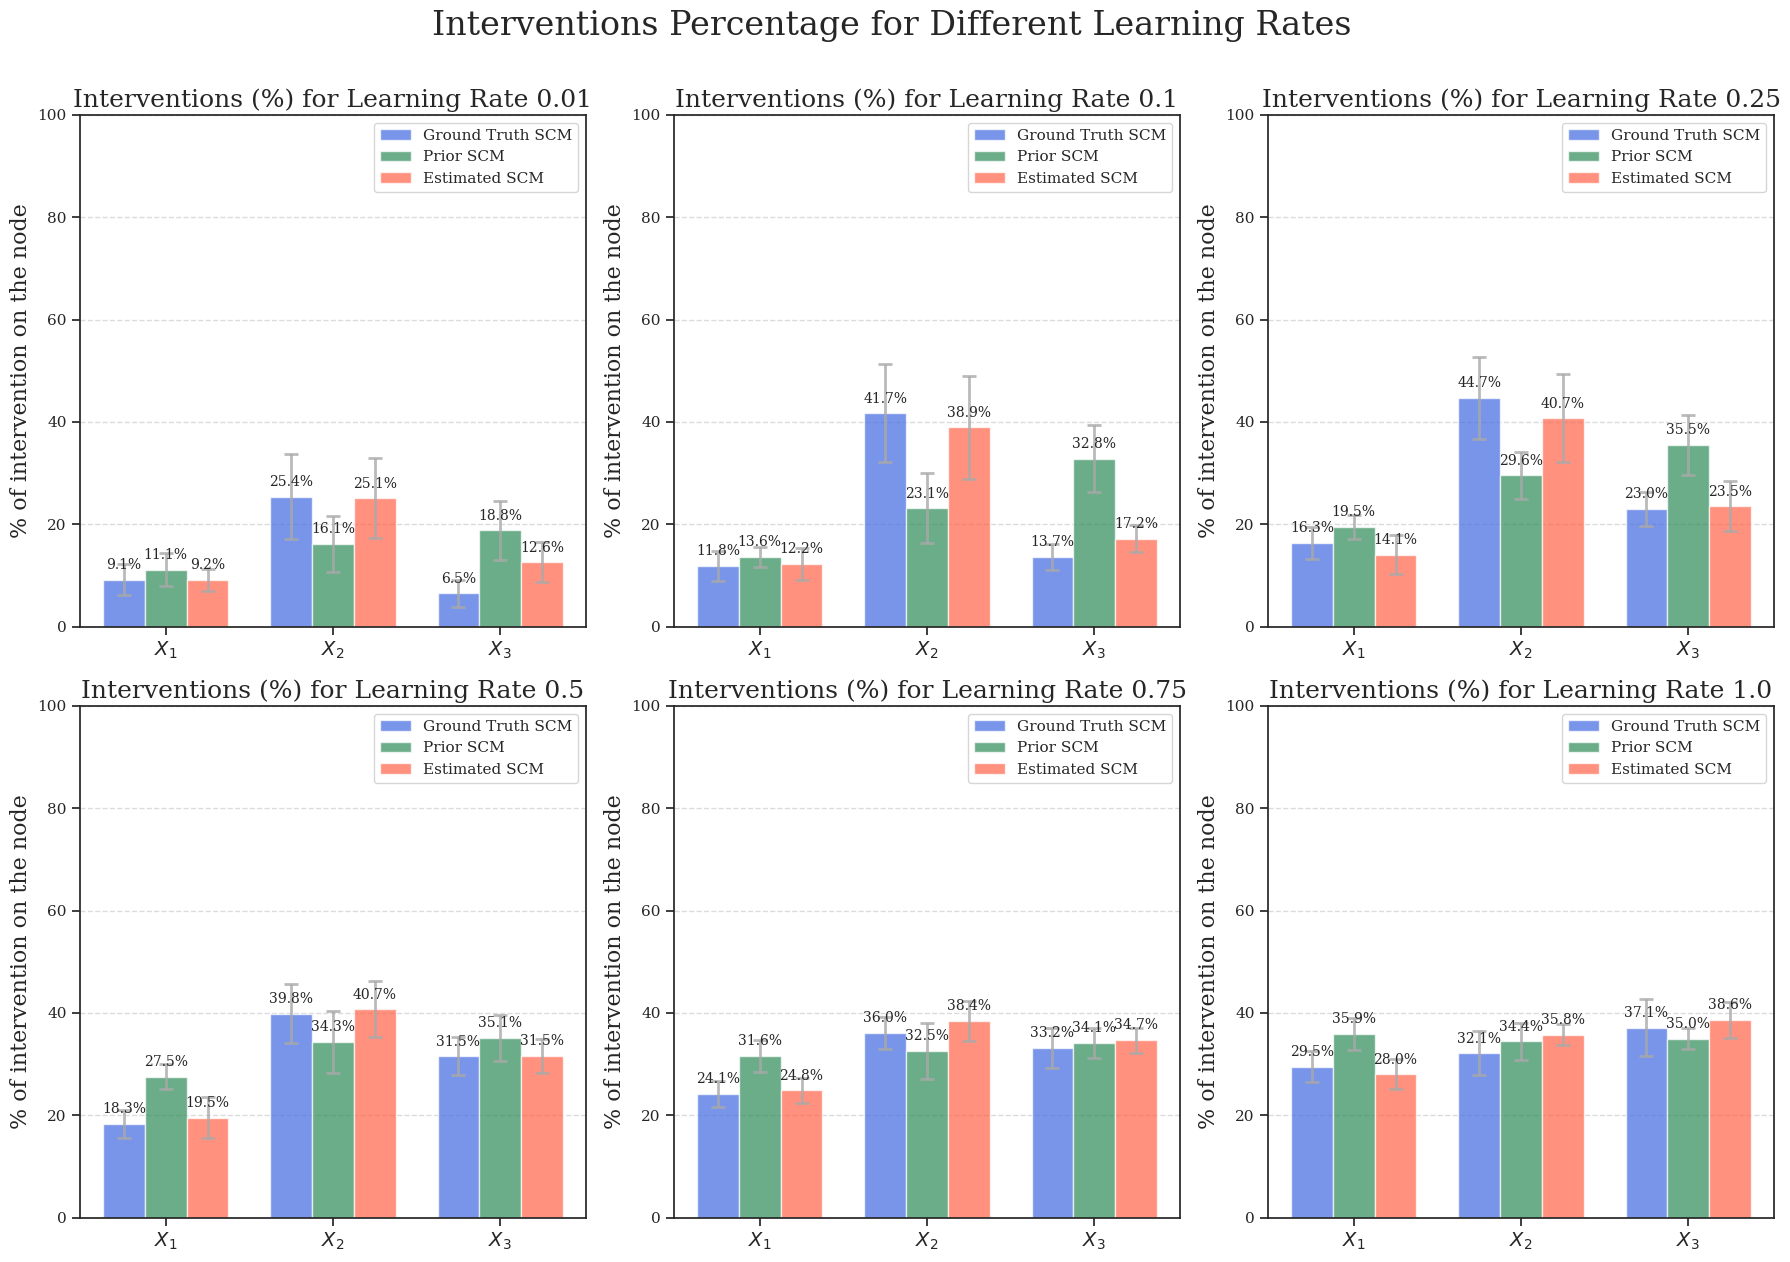 Interventions Percentage for Different Learning Rates
Interventions (%) for Learning Rate 0.01
% of intervention on the node
100
80
60
40
20
0
Ground Truth SCM
Prior SCM
Estimated SCM
9.1% 11.1% 9.2%
25.4% 16.1% 25.1%
6.5% 18.8% 12.6%
X1 X2 X3
Interventions (%) for Learning Rate 0.1
% of intervention on the node
100
80
60
40
20
0
Ground Truth SCM
Prior SCM
Estimated SCM
11.8% 13.6% 12.2%
41.7% 23.1% 38.9%
13.7% 32.8% 17.2%
X1 X2 X3
Interventions (%) for Learning Rate 0.25
% of intervention on the node
100
80
60
40
20
0
Ground Truth SCM
Prior SCM
Estimated SCM
16.3% 19.5% 14.1%
44.7% 29.6% 40.7%
23.0% 35.5% 23.5%
X1 X2 X3
Interventions (%) for Learning Rate 0.5
% of intervention on the node
100
80
60
40
20
0
Ground Truth SCM
Prior SCM
Estimated SCM
18.3% 27.5% 19.5%
39.8% 34.3% 40.7%
31.5% 35.1% 31.5%
X1 X2 X3
Interventions (%) for Learning Rate 0.75
% of intervention on the node
100
80
60
40
20
0
Ground Truth SCM
Prior SCM
Estimated SCM
24.1% 31.6% 24.8%
36.0% 32.5% 38.4%
33.2% 34.1% 34.7%
X1 X2 X3
Interventions (%) for Learning Rate 1.0
% of intervention on the node
100
80
60
40
20
0
Ground Truth SCM
Prior SCM
Estimated SCM
29.5% 35.9% 28.0%
32.1% 34.4% 35.8%
37.1% 35.0% 38.6%
X1 X2 X3